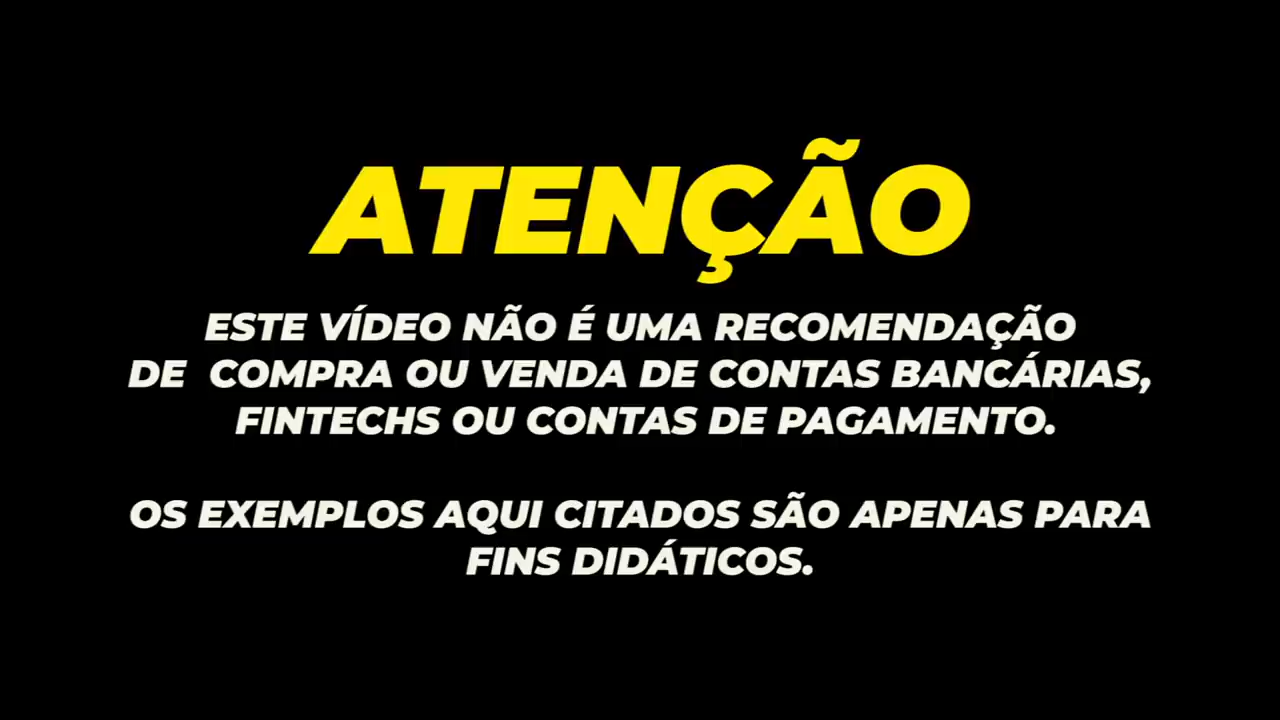 ATENÇÃO
ESTE VÍDEO NÃO É UMA RECOMENDAÇÃO
DE COMPRA OU VENDA DE CONTAS BANCÁRIAS,
FINTECHS OU CONTAS DE PAGAMENTO.
OS EXEMPLOS AQUI CITADOS SÃO APENAS PARA
FINS DIDÁTICOS.